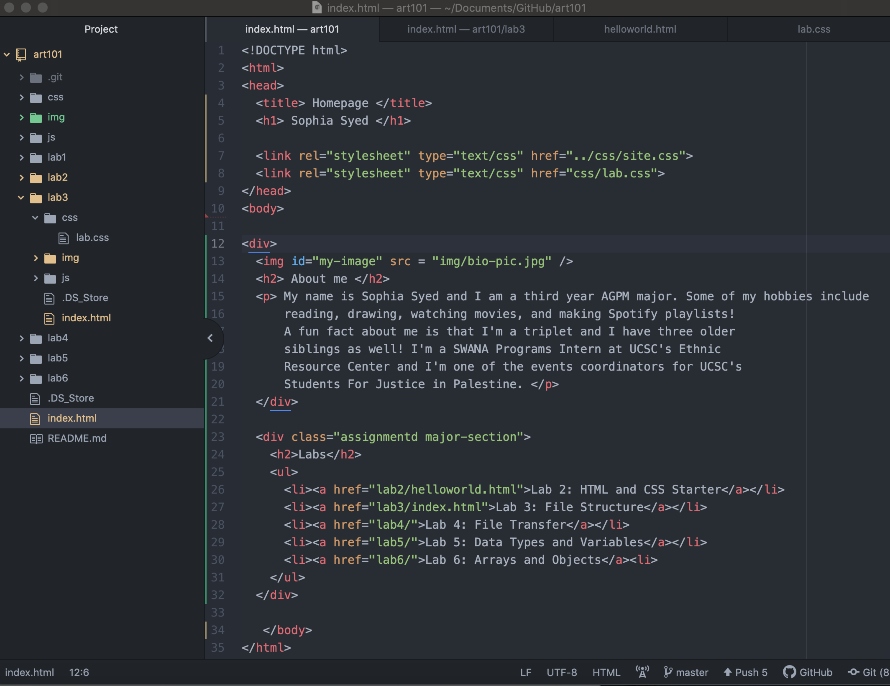 index.html — art101 — ~/Documents/GitHub/art101
Project
art101
.git
css
img
js
lab1
lab2
lab3
css
lab.css
img
js
.DS_Store
index.html
lab4
lab5
lab6
.DS_Store
index.html
README.md
index.html — art101
index.html — art101/lab3
helloworld.html
lab.css
1 <!DOCTYPE html>
2 <html>
3 <head>
4 <title> Homepage </title>
5 <h1> Sophia Syed </h1>
6
7 <link rel="stylesheet" type="text/css" href="../css/site.css">
8 <link rel="stylesheet" type="text/css" href="css/lab.css">
9 </head>
10 <body>
11
12 <div>
13 <img id="my-image" src = "img/bio-pic.jpg" />
14 <h2> About me </h2>
15 <p> My name is Sophia Syed and I am a third year AGPM major. Some of my hobbies include
16 reading, drawing, watching movies, and making Spotify playlists!
A fun fact about me is that I'm a triplet and I have three older
siblings as well! I'm a SWANA Programs Intern at UCSC's Ethnic
19 Resource Center and I'm one of the events coordinators for UCSC's
20 Students For Justice in Palestine. </p>
21 </div>
22
23 <div class="assignmentd major-section">
24 <h2>Labs</h2>
25 <ul>
26 <li><a href="lab2/helloworld.html">Lab 2: HTML and CSS Starter</a></li>
27 <li><a href="lab3/index.html">Lab 3: File Structure</a></li>
28 <li><a href="lab4/">Lab 4: File Transfer</a></li>
29 <li><a href="lab5/">Lab 5: Data Types and Variables</a></li>
30 <li><a href="lab6/">Lab 6: Arrays and Objects</a><li>
31 </ul>
32 </div>
33
34 </body>
35 </html>
index.html 12:6 LF UTF-8 HTML master Push 5 GitHub Git (8